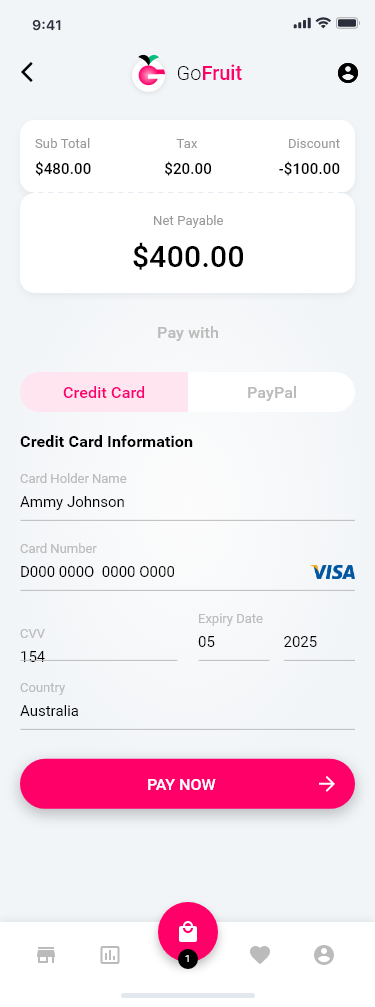 9:41
GoFruit
Sub Total Tax Discount
$480.00 $20.00 -$100.00
Net Payable
$400.00
Pay with
Credit Card PayPal
Credit Card Information
Card Holder Name
Ammy Johnson
Card Number
D000 000O 0000 O000 VISA
CVV Expiry Date
154 05 2025
Country
Australia
PAY NOW
1